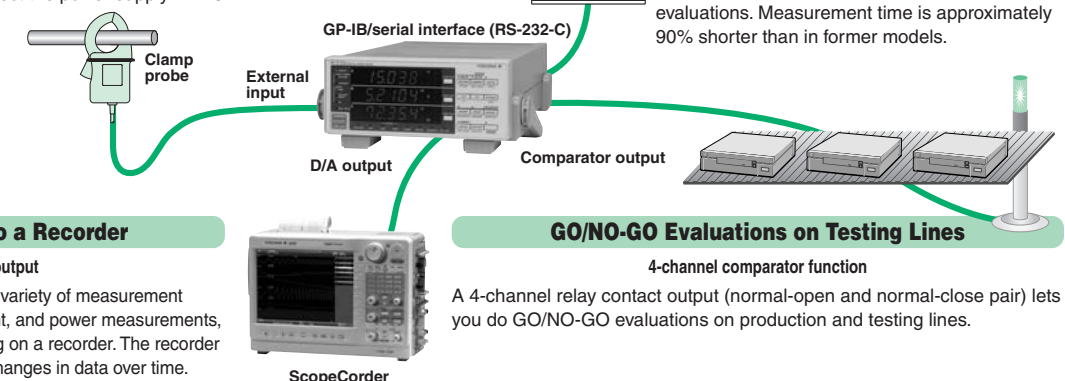 evaluations. Measurement time is approximately
90% shorter than in former models.
GP-IB/serial interface (RS-232-C)
Clamp
probe
External
input
YOKOGAWA
D/A output
Comparator output
o a Recorder
output
variety of measurement
t, and power measurements,
g on a recorder. The recorder
hanges in data over time.
ScopeCorder
GO/NO-GO Evaluations on Testing Lines
4-channel comparator function
A 4-channel relay contact output (normal-open and normal-close pair) lets
you do GO/NO-GO evaluations on production and testing lines.